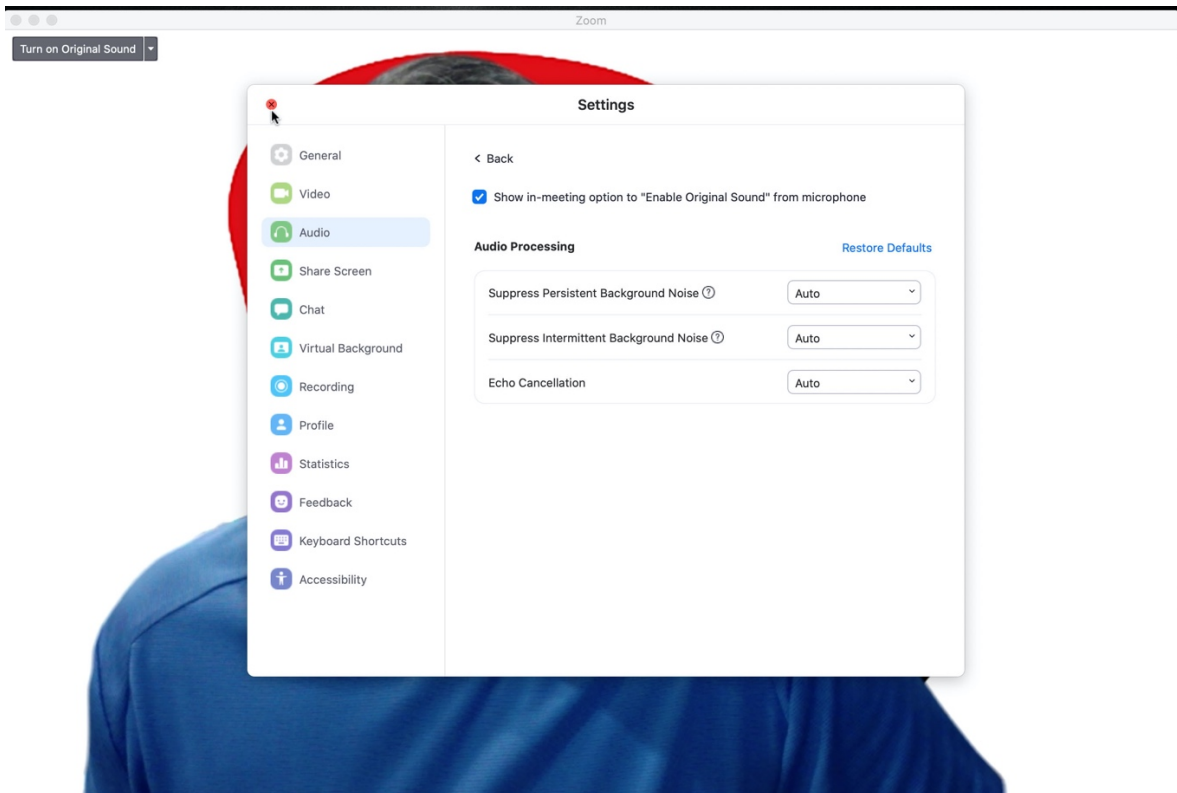 Zoom
Turn on Original Sound
Settings
General
Video
Audio
Share Screen
Chat
Virtual Background
Recording
Profile
Statistics
Feedback
Keyboard Shortcuts
Accessibility
< Back
Show in-meeting option to "Enable Original Sound" from microphone
Audio Processing Restore Defaults
Suppress Persistent Background Noise ? Auto
Suppress Intermittent Background Noise ? Auto
Echo Cancellation Auto